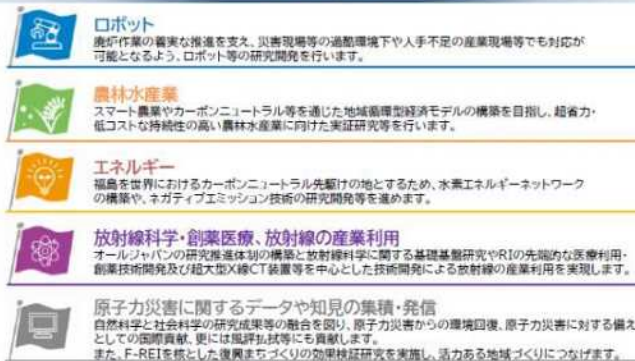 ロボット
廃炉作業の着実な推進を支え、災害現場等の過酷環境下や人手不足の産業現場等でも対応が
可能となるよう、ロボット等の研究開発を行います。
農林水産業
スマート農業やカーボンニュートラル等を通じた地域循環型経済モデルの構築を目指し、超省力・
低コストな持続性の高い農林水産業に向けた実証研究等を行います。
エネルギー
福島を世界におけるカーボンニュートラル先駆けの地とするため、水素エネルギーネットワーク
の構築や、ネガティブエミッション技術の研究開発等を進めます。
放射線科学・創薬医療、放射線の産業利用
オールジャパンの研究推進体制の構築と放射線科学に関する基礎基盤研究やRIの先端的な医療利用・
創薬技術開発及び超大型X線CT装置等を中心とした技術開発による放射線の産業利用を実現します。
原子力災害に関するデータや知見の集積・発信
自然科学と社会科学の研究成果等の融合を図り、原子力災害からの環境回復、原子力災害に対する備え
としての国際貢献、更には風評払拭等にも貢献します。
また、F-REIを核とした復興まちづくりの効果検証研究を実施し、活力ある地域づくりにつなげます。